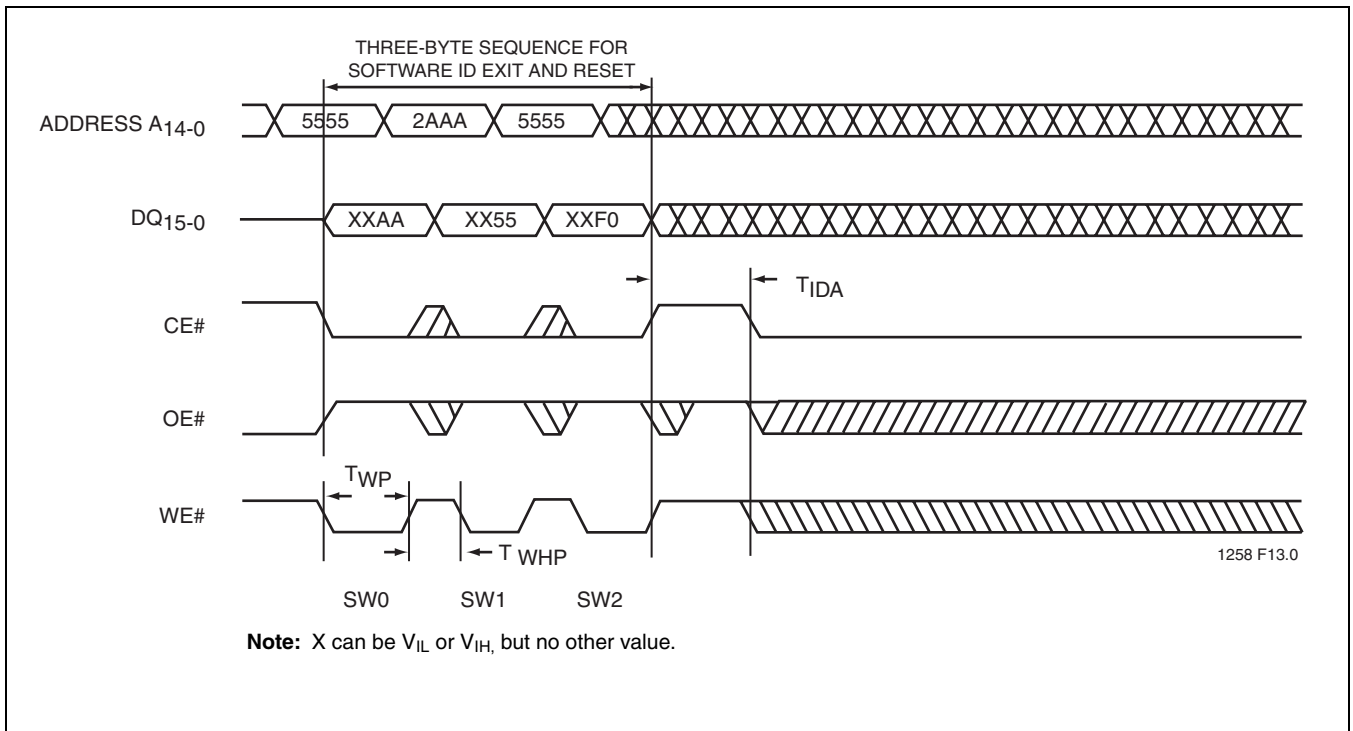 THREE-BYTE SEQUENCE FOR
SOFTWARE ID EXIT AND RESET
ADDRESS A14-0
5555 2AAA 5555
DQ15-0
XXAA XX55 XXF0
TIDA
CE#
OE#
TWP
WE#
TWHP
1258 F13.0
SW0 SW1 SW2
Note: X can be VIL or VIH, but no other value.